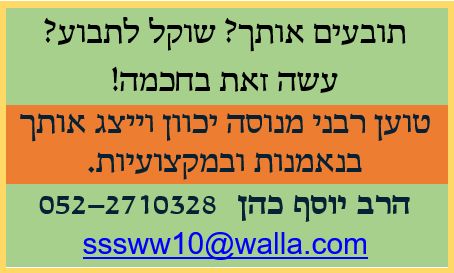 תובעים אותך? שוקל לתבוע?
עשה זאת בחכמה!
טוען רבני מנוסה יכוון וייצג אותך
בנאמנות ובמקצועיות.
הרב יוסף כהן 052-2710328
sssww10@walla.com